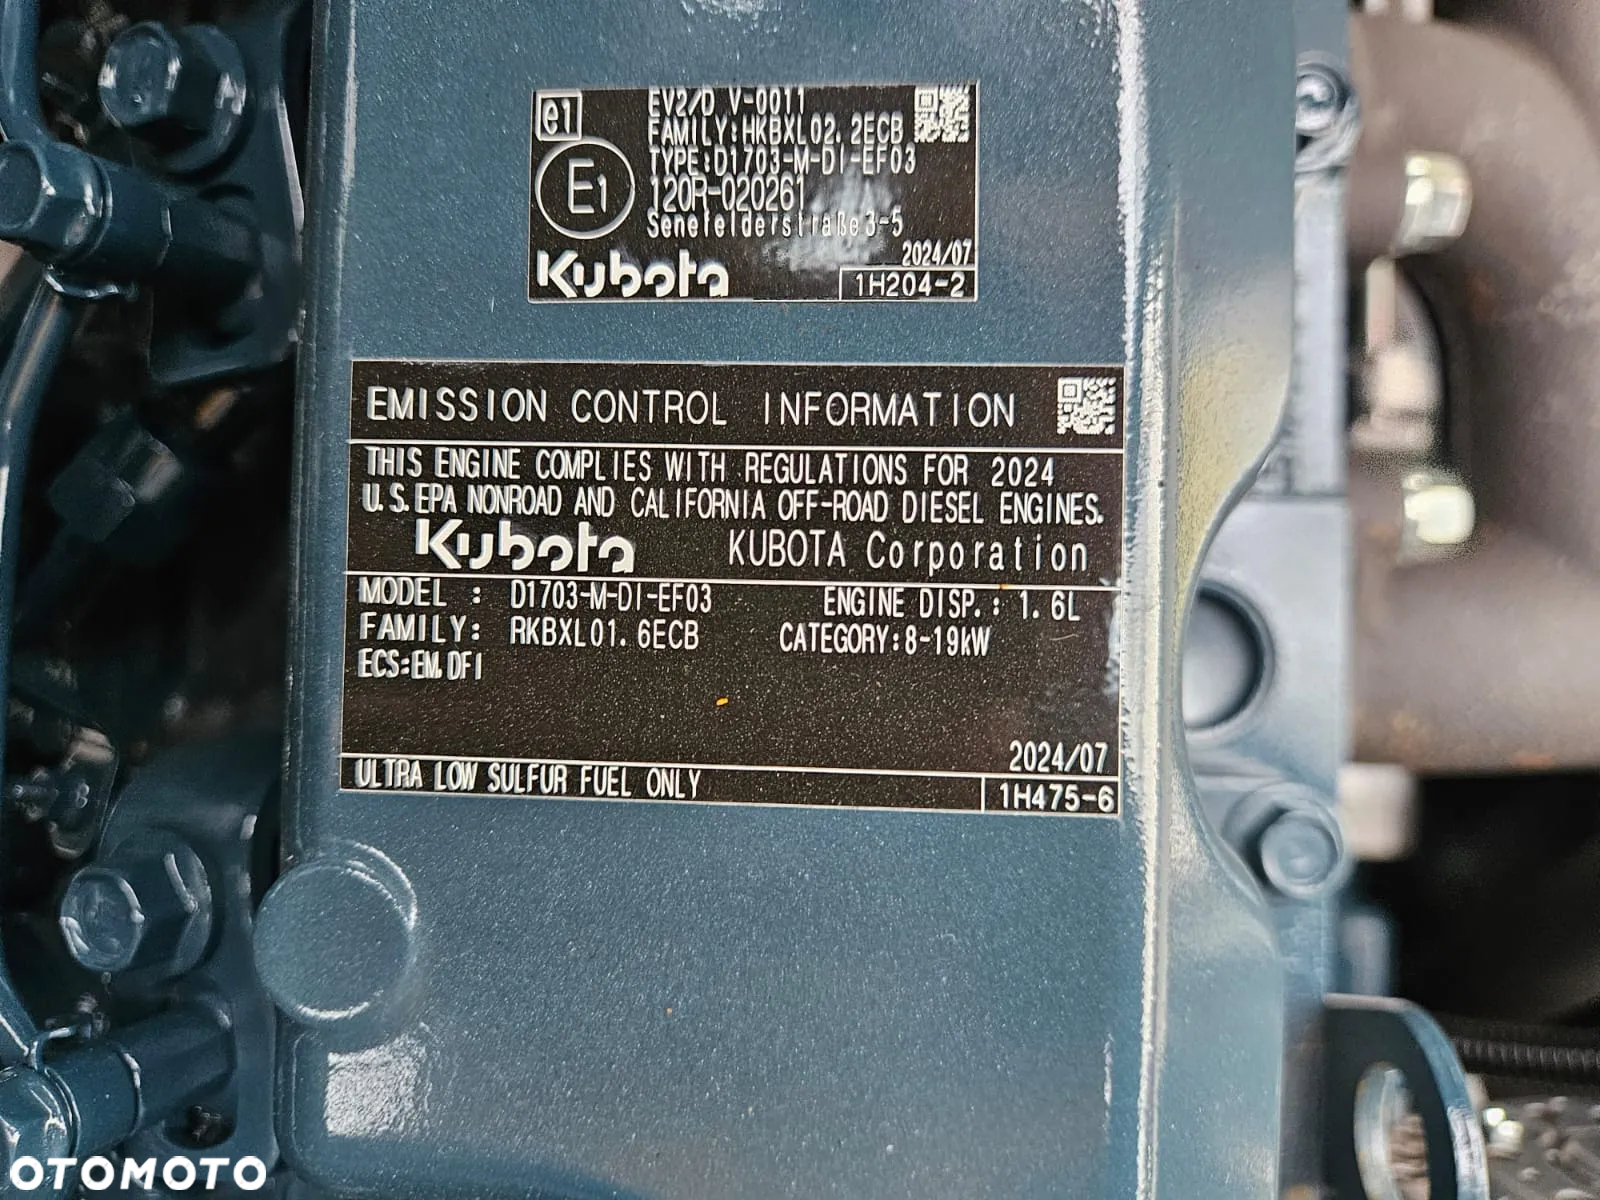 e1
EV2/D V-0011
FAMILY:HKBXL02.2ECB
TYPE:D1703-M-DI-EF03
E1
120R-020261
Senefelderstraße 3-5
2024/07
Kubota
1H204-2
EMISSION CONTROL INFORMATION
THIS ENGINE COMPLIES WITH REGULATIONS FOR 2024
U.S.EPA NONROAD AND CALIFORNIA OFF-ROAD DIESEL ENGINES.
Kubota KUBOTA Corporation
MODEL : D1703-M-DI-EF03 ENGINE DISP.: 1.6L
FAMILY: RKBXL01.6ECB CATEGORY:8-19kW
ECS:EM,DFI
2024/07
ULTRA LOW SULFUR FUEL ONLY 1H475-6
OTOMOTO